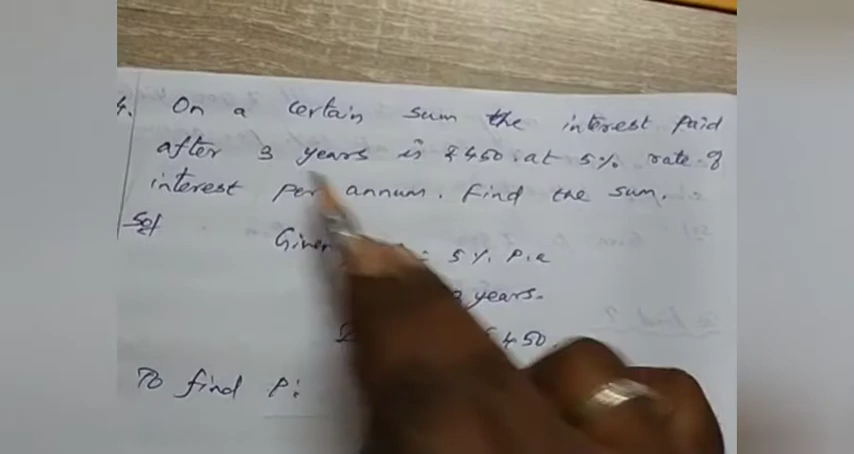 4. On a certain sum the interest paid
after 3 years is ₹450. at 5% rate of
interest per annum. Find the sum.
Sol
Given : 5% p.a
years.
450.
To find P: